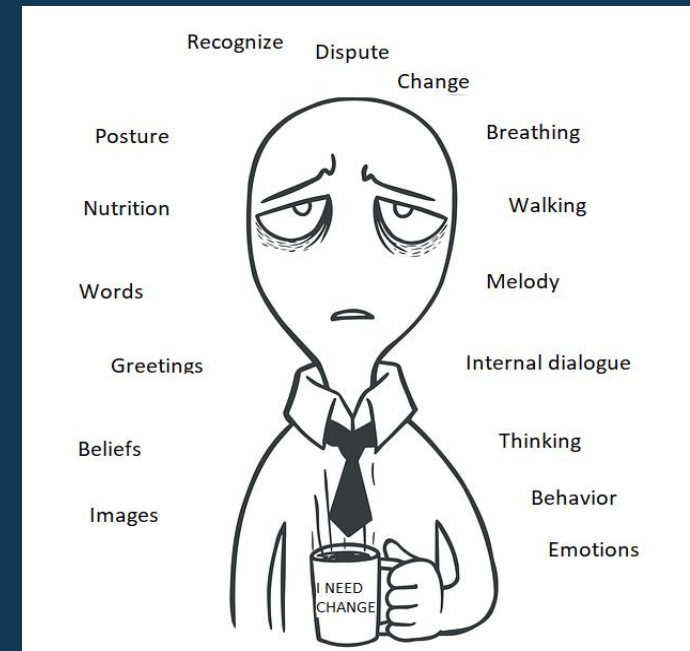 Recognize
Dispute
Change
Posture
Breathing
Nutrition
Walking
Words
Melody
Greetings
Internal dialogue
Beliefs
Thinking
Images
Behavior
Emotions
I NEED
CHANGE